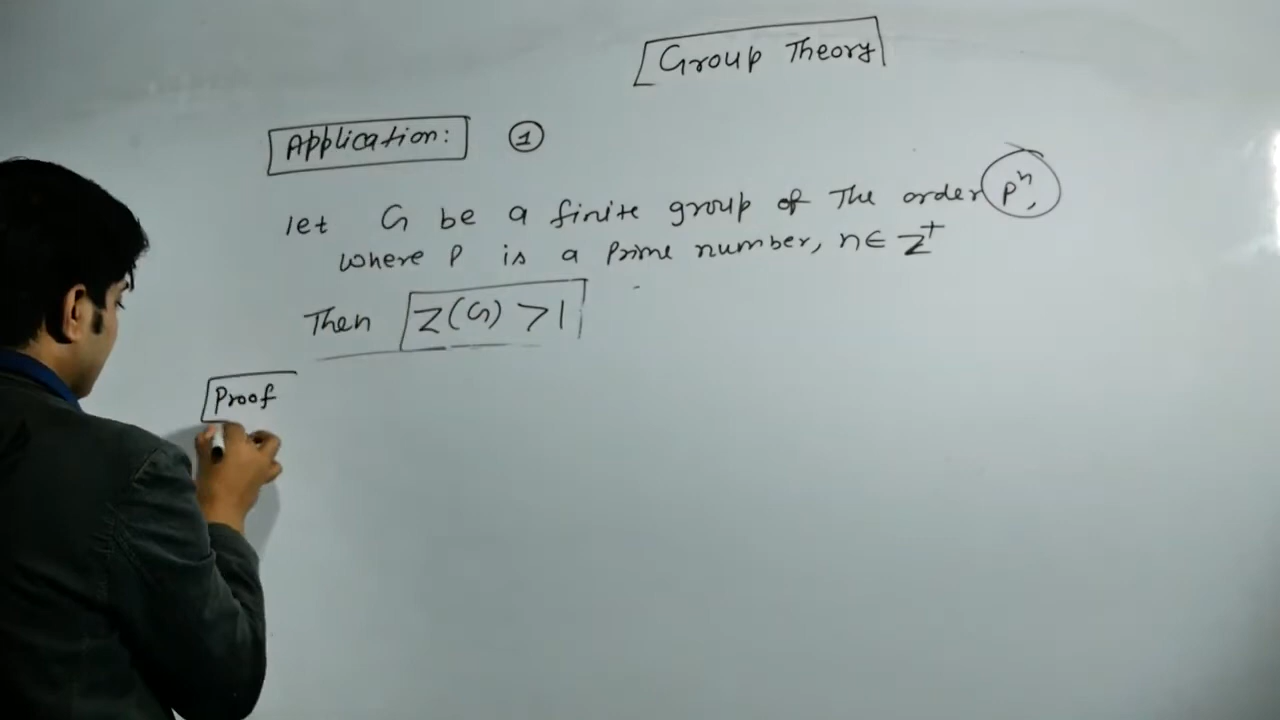 Group Theory
Application: 1
let G be a finite group of The order pⁿ,
where P is a Prime number, n ∈ Z⁺
Then Z(G) >1
Proof